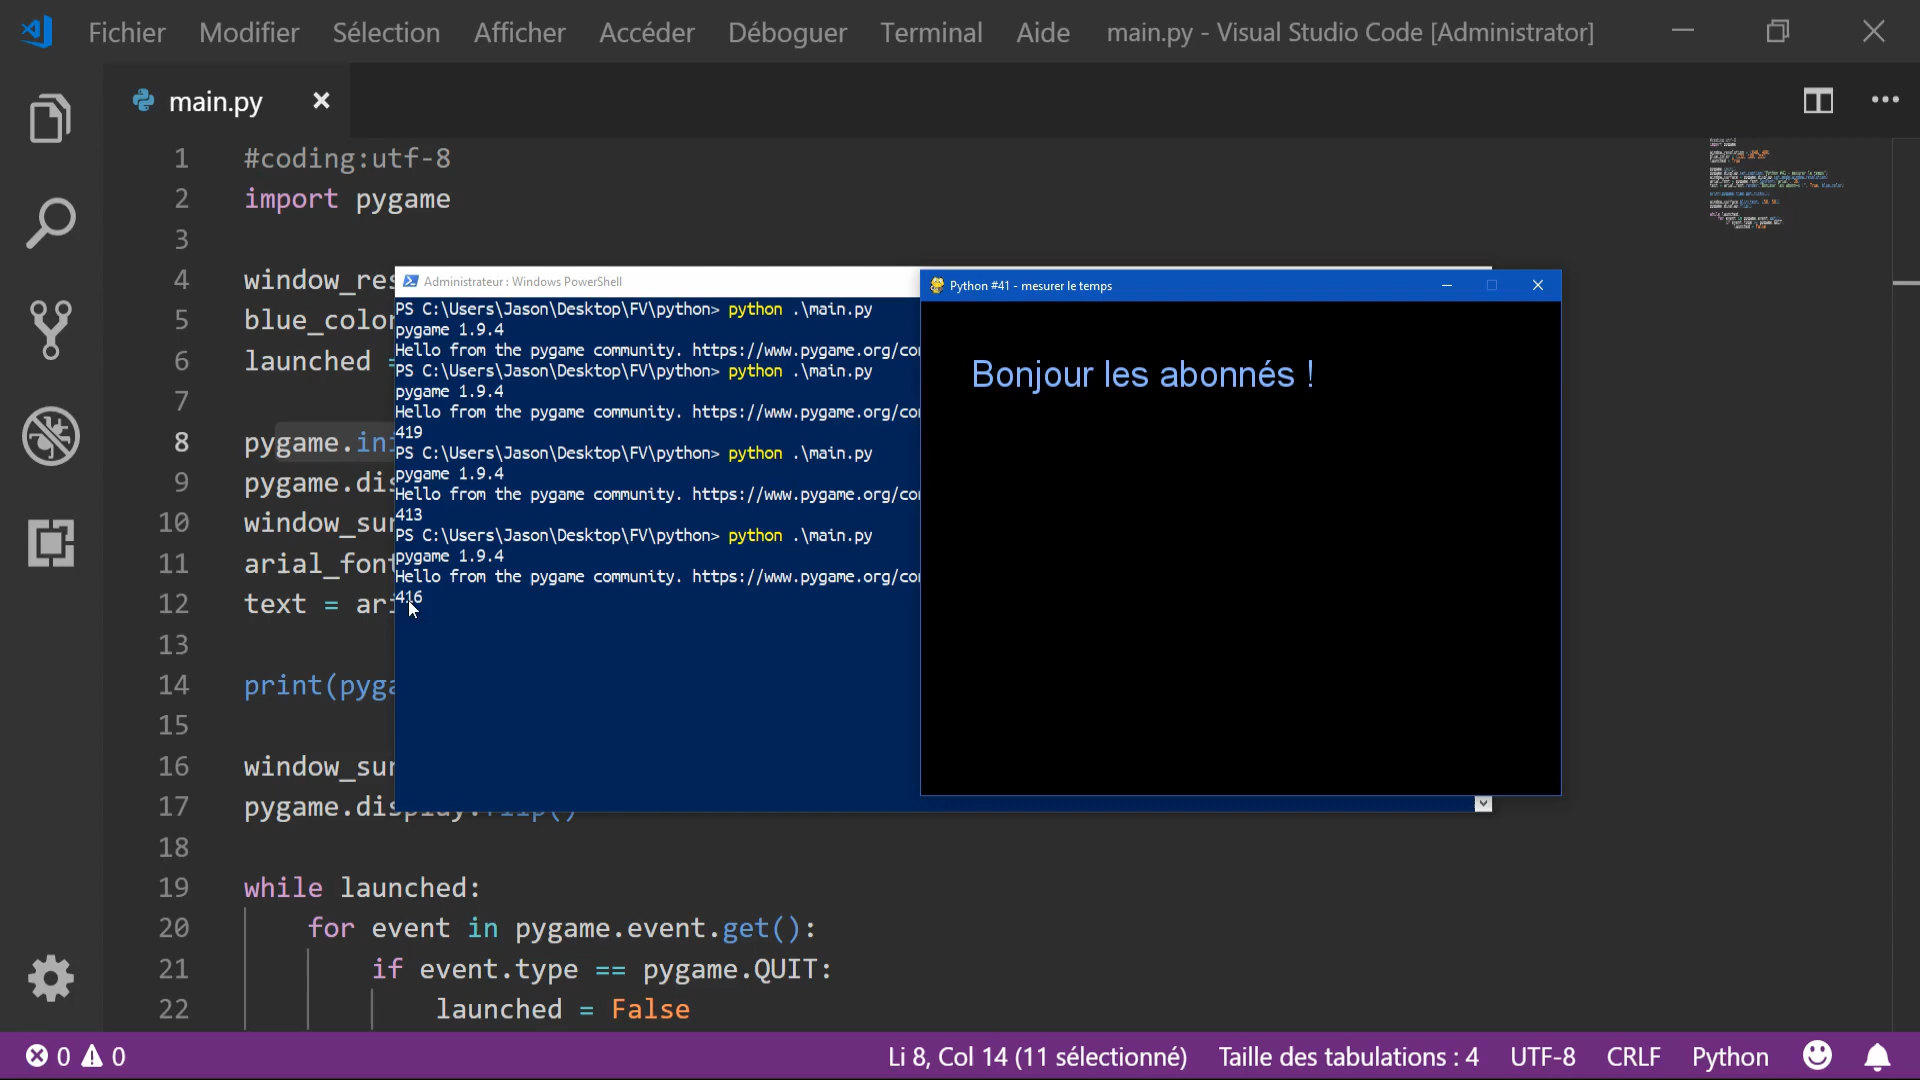 Fichier Modifier Sélection Afficher Accéder Déboguer Terminal Aide main.py - Visual Studio Code [Administrator]
main.py
1 #coding:utf-8
2 import pygame
3
4 window_res
5 blue_color
6 launched =
7
8 pygame.ini
9 pygame.dis
10 window_sur
11 arial_font
12 text = ari
13
14 print(pyga
15
16 window_sur
17 pygame.display.flip()
18
19 while launched:
20 for event in pygame.event.get():
21 if event.type == pygame.QUIT:
22 launched = False
Administrateur : Windows PowerShell
PS C:\Users\Jason\Desktop\FV\python> python .\main.py
pygame 1.9.4
Hello from the pygame community. https://www.pygame.org/co
PS C:\Users\Jason\Desktop\FV\python> python .\main.py
pygame 1.9.4
Hello from the pygame community. https://www.pygame.org/co
419
PS C:\Users\Jason\Desktop\FV\python> python .\main.py
pygame 1.9.4
Hello from the pygame community. https://www.pygame.org/co
413
PS C:\Users\Jason\Desktop\FV\python> python .\main.py
pygame 1.9.4
Hello from the pygame community. https://www.pygame.org/co
416
Python #41 - mesurer le temps
Bonjour les abonnés !
0 0 Li 8, Col 14 (11 sélectionné) Taille des tabulations : 4 UTF-8 CRLF Python